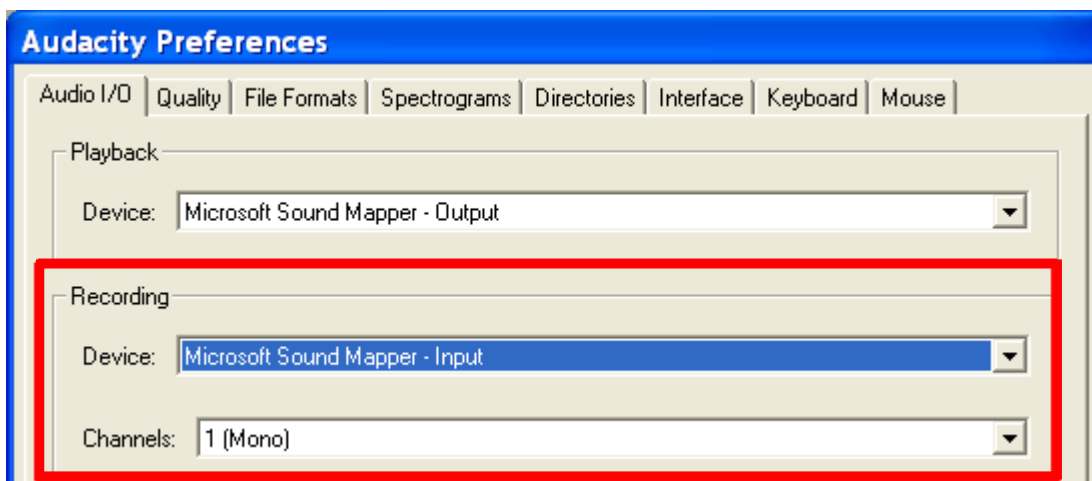 Audacity Preferences
Audio I/O Quality File Formats Spectrograms Directories Interface Keyboard Mouse
Playback
Device: Microsoft Sound Mapper - Output
Recording
Device: Microsoft Sound Mapper - Input
Channels: 1 (Mono)